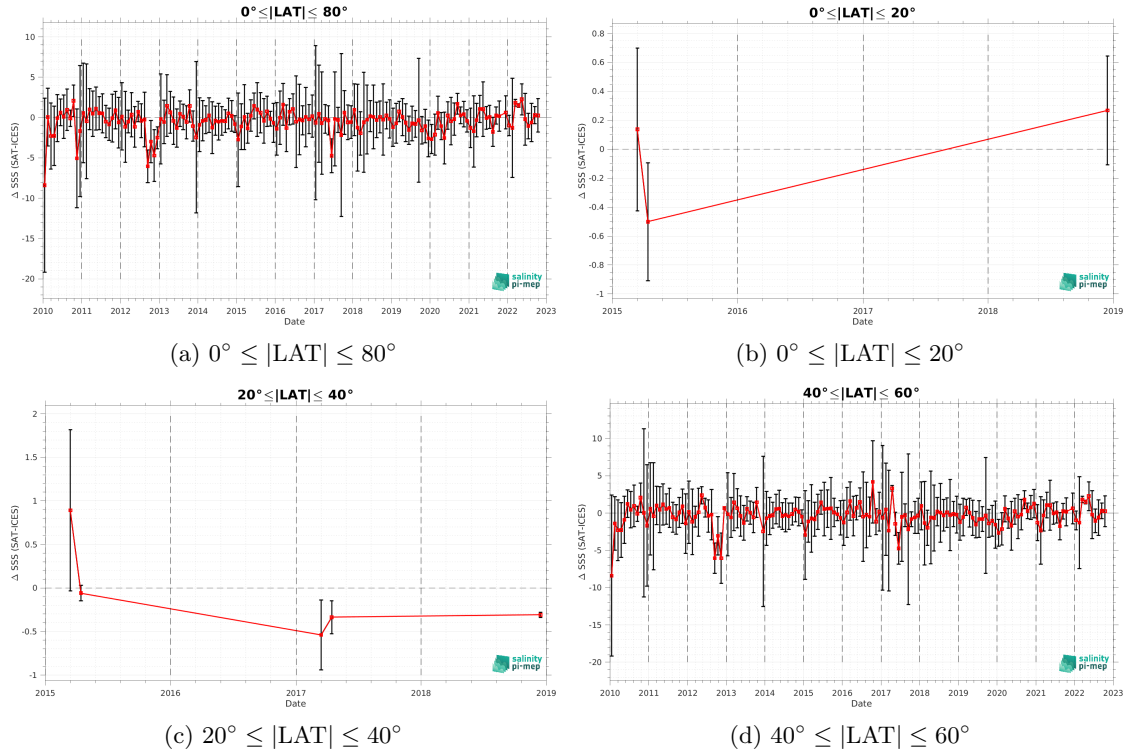 0°≤|LAT|≤ 80°
10
5
0
-5
-10
-15
-20
Δ SSS (SAT-ICES)
2010 2011 2012 2013 2014 2015 2016 2017 2018 2019 2020 2021 2022 2023
Date
salinity
pi-mep
(a) 0° ≤ |LAT| ≤ 80°
0°≤|LAT|≤ 20°
0.8
0.6
0.4
0.2
0
-0.2
-0.4
-0.6
-0.8
-1
Δ SSS (SAT-ICES)
2015 2016 2017 2018 2019
Date
salinity
pi-mep
(b) 0° ≤ |LAT| ≤ 20°
20°≤|LAT|≤ 40°
2
1.5
1
0.5
0
-0.5
-1
Δ SSS (SAT-ICES)
2015 2016 2017 2018 2019
Date
salinity
pi-mep
(c) 20° ≤ |LAT| ≤ 40°
40°≤|LAT|≤ 60°
10
5
0
-5
-10
-15
-20
Δ SSS (SAT-ICES)
2010 2011 2012 2013 2014 2015 2016 2017 2018 2019 2020 2021 2022 2023
Date
salinity
pi-mep
(d) 40° ≤ |LAT| ≤ 60°